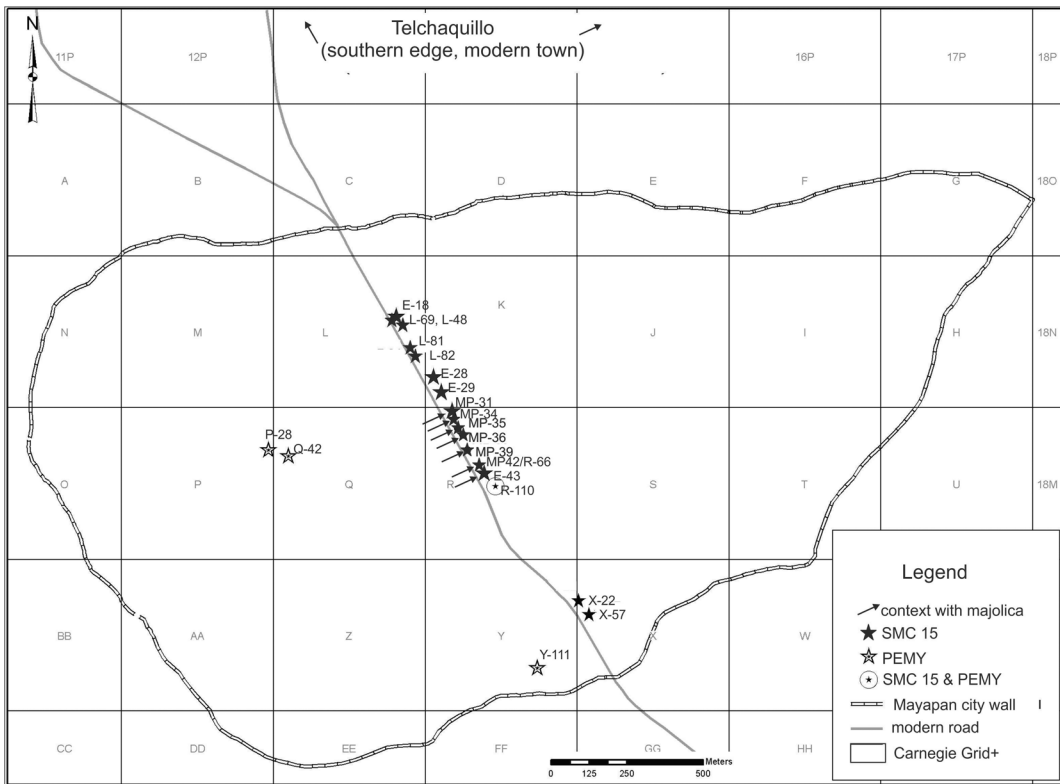 Telchaquillo
(southern edge, modern town)
N
11P
12P
16P
17P
18P
A
B
C
D
E
F
G
18O
E-18
L-69, L-48
K
N
M
L
J
I
H
18N
L-81
L-82
E-28
E-29
MP-31
MP-34
MP-35
MP-36
MP-39
MP42/R-66
E-43
R-110
P-28
Q-42
O
P
Q
R
S
T
U
18M
X-22
X-57
Y-111
BB
AA
Z
Y
X
W
CC
DD
EE
FF
GG
HH
Legend
context with majolica
SMC 15
PEMY
SMC 15 & PEMY
Mayapan city wall I
modern road
Carnegie Grid+
Meters
0 125 250 500